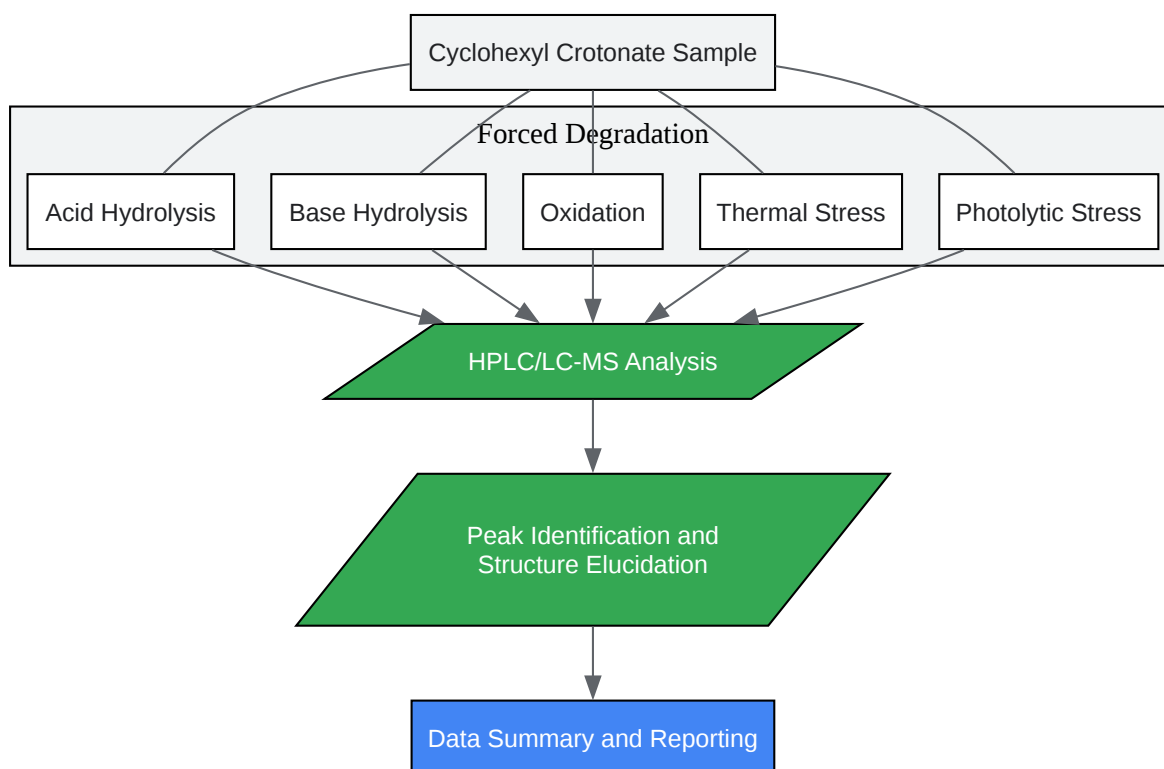 Cyclohexyl Crotonate Sample
Forced Degradation
Acid Hydrolysis
Base Hydrolysis
Oxidation
Thermal Stress
Photolytic Stress
HPLC/LC-MS Analysis
Peak Identification and
Structure Elucidation
Data Summary and Reporting